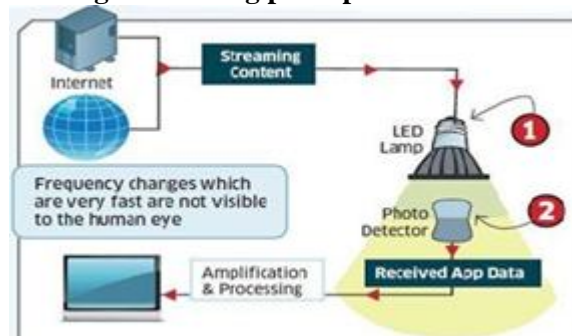 Internet
Streaming
Content
LED
Lamp
1
Frequency changes which
are very fast are not visible
to the human eye
Photo
Detector
2
Amplification
& Processing
Received App Data